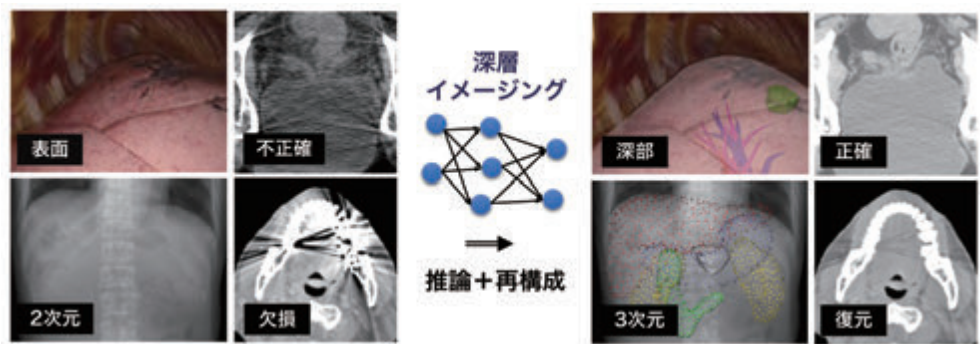 表面
不正確
2次元
欠損
深層
イメージング
推論＋再構成
深部
正確
3次元
復元